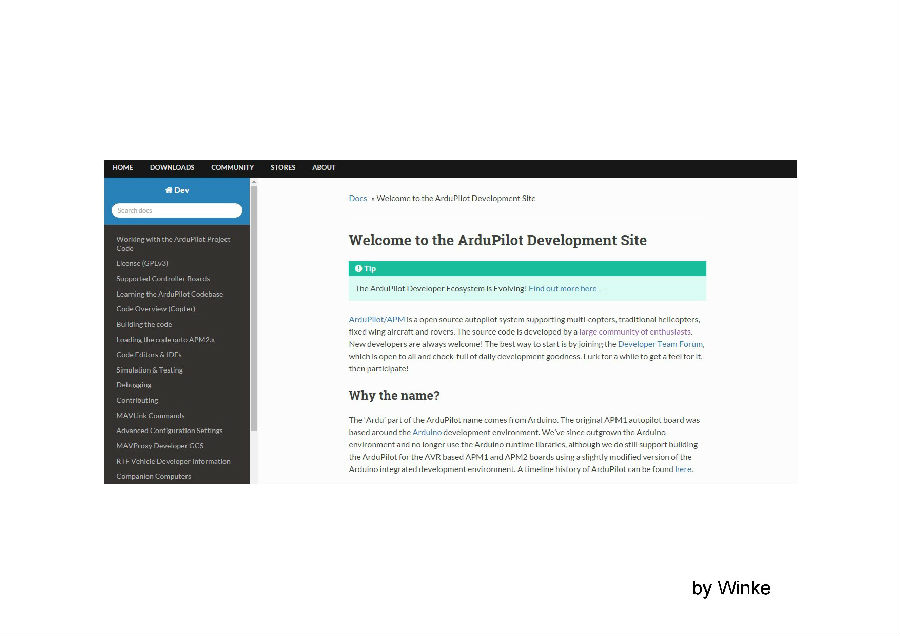 HOME DOWNLOADS COMMUNITY STORES ABOUT
Dev
Search docs
Working with the ArduPilot Project
Code
License (GPLv3)
Supported Controller Boards
Learning the ArduPilot Codebase
Code Overview (Copter)
Building the code
Loading the code onto APM2.x
Code Editors & IDEs
Simulation & Testing
Debugging
Contributing
MAVLink Commands
Advanced Configuration Settings
MAVProxy Developer GCS
RTF Vehicle Developer Information
Companion Computers
Docs » Welcome to the ArduPilot Development Site
Welcome to the ArduPilot Development Site
Tip
The ArduPilot Developer Ecosystem is Evolving! Find out more here...
ArduPilot/APM is a open source autopilot system supporting multi-copters, traditional helicopters,
fixed wing aircraft and rovers. The source code is developed by a large community of enthusiasts.
New developers are always welcome! The best way to start is by joining the Developer Team Forum,
which is open to all and chock-full of daily development goodness. Lurk for a while to get a feel for it,
then participate!
Why the name?
The 'Ardu' part of the ArduPilot name comes from Arduino. The original APM1 autopilot board was
based around the Arduino development environment. We've since outgrown the Arduino
environment and no longer use the Arduino runtime libraries, although we do still support building
the ArduPilot for the AVR based APM1 and APM2 boards using a slightly modified version of the
Arduino integrated development environment. A timeline history of ArduPilot can be found here.
by Winke